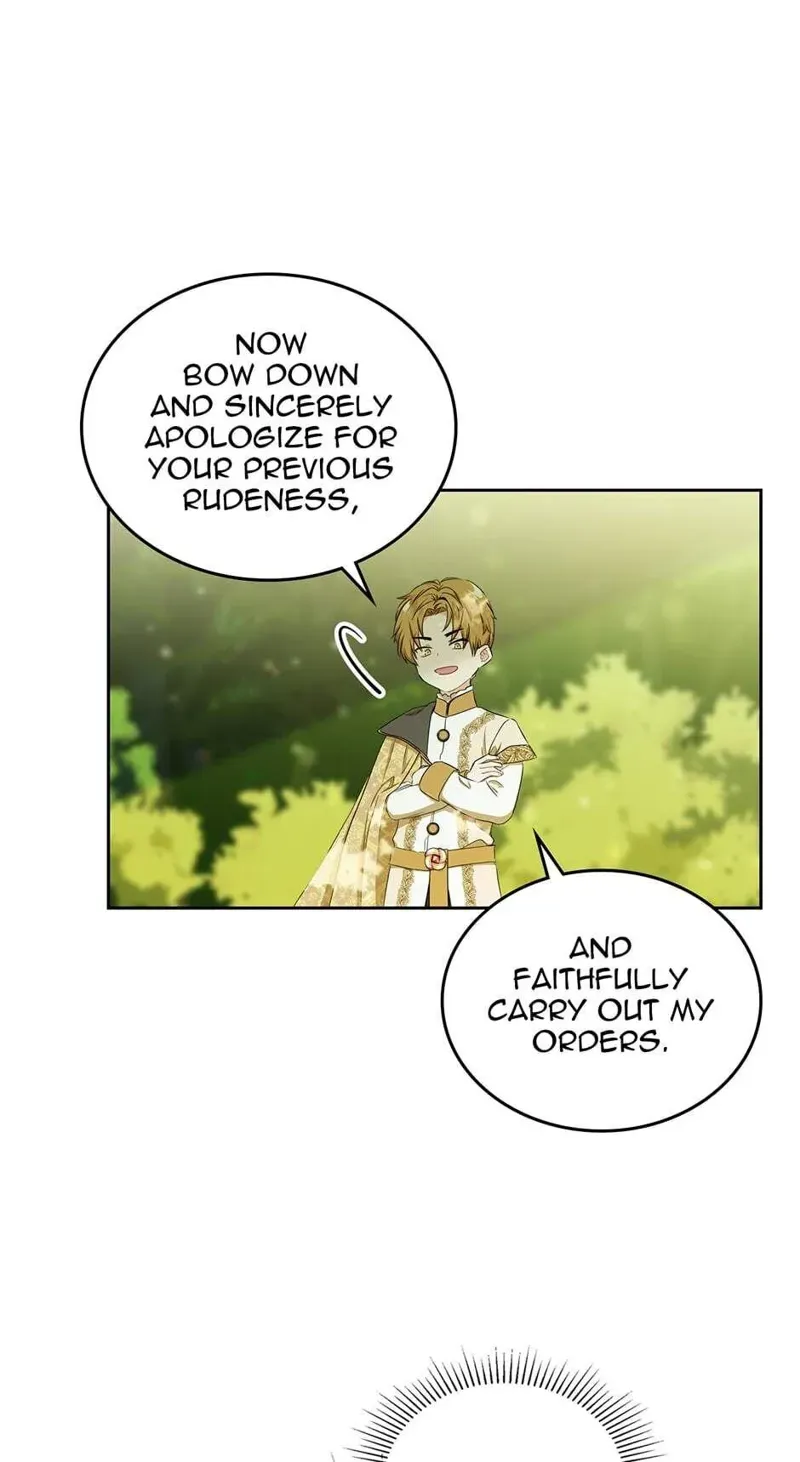 NOW
BOW DOWN
AND SINCERELY
APOLOGIZE FOR
YOUR PREVIOUS
RUDENESS,
AND
FAITHFULLY
CARRY OUT MY
ORDERS.